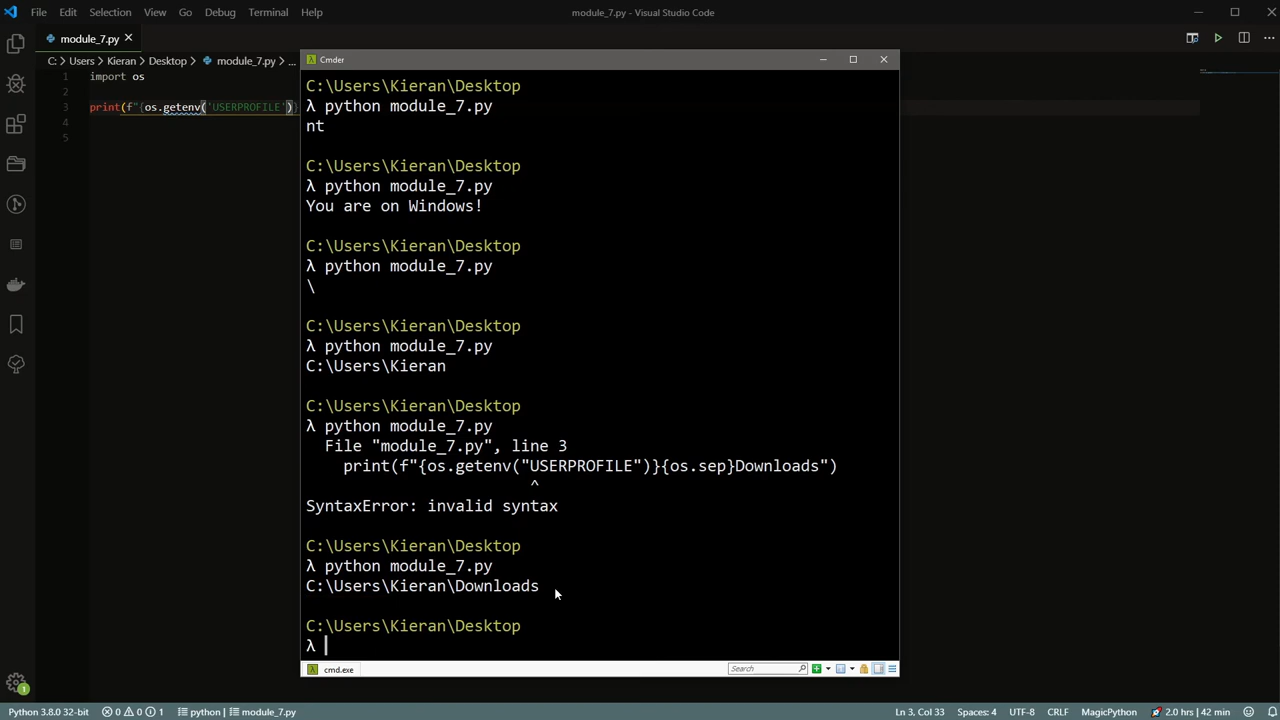 File Edit Selection View Go Debug Terminal Help
module_7.py - Visual Studio Code
module_7.py
C: > Users > Kieran > Desktop > module_7.py > ...
1 import os
2
3 print(f"{os.getenv('USERPROFILE')}
4
5
Cmder
C:\Users\Kieran\Desktop
λ python module_7.py
nt
C:\Users\Kieran\Desktop
λ python module_7.py
You are on Windows!
C:\Users\Kieran\Desktop
λ python module_7.py
\
C:\Users\Kieran\Desktop
λ python module_7.py
C:\Users\Kieran
C:\Users\Kieran\Desktop
λ python module_7.py
File "module_7.py", line 3
print(f"{os.getenv("USERPROFILE")}{os.sep}Downloads")
^
SyntaxError: invalid syntax
C:\Users\Kieran\Desktop
λ python module_7.py
C:\Users\Kieran\Downloads
C:\Users\Kieran\Desktop
λ
cmd.exe
Search
1
Python 3.8.0 32-bit 0 0 1 python | module_7.py
Ln 3, Col 33 Spaces: 4 UTF-8 CRLF MagicPython 2.0 hrs | 42 min